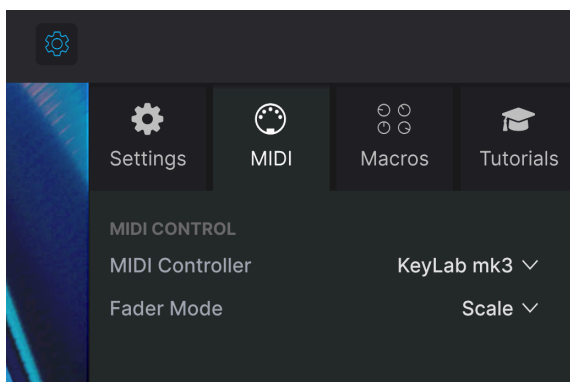 Settings MIDI Macros Tutorials
MIDI CONTROL
MIDI Controller KeyLab mk3
Fader Mode Scale